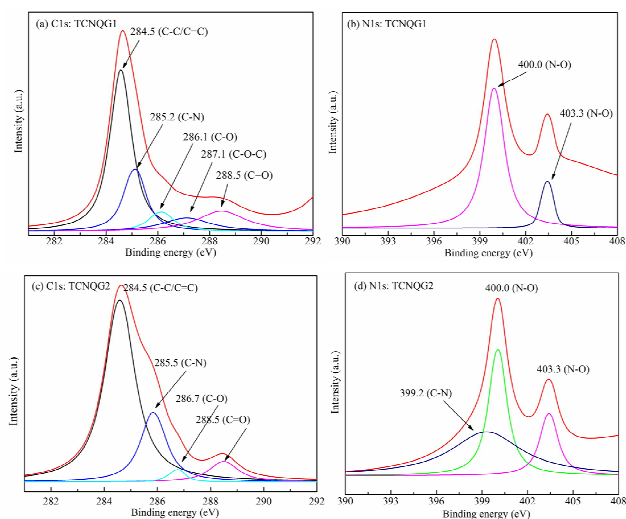 (a) C1s: TCNQG1
284.5 (C-C/C=C)
285.2 (C-N)
286.1 (C-O)
287.1 (C-O-C)
288.5 (C=O)
Intensity (a.u.)
282 284 286 288 290 292
Binding energy (eV)
(b) N1s: TCNQG1
400.0 (N-O)
403.3 (N-O)
Intensity (a.u.)
390 393 396 399 402 405 408
Binding energy (eV)
(c) C1s: TCNQG2
284.5 (C-C/C=C)
285.5 (C-N)
286.7 (C-O)
288.5 (C=O)
Intensity (a.u.)
282 284 286 288 290 292
Binding energy (eV)
(d) N1s: TCNQG2
400.0 (N-O)
403.3 (N-O)
399.2 (C-N)
Intensity (a.u.)
390 393 396 399 402 405 408
Binding energy (eV)